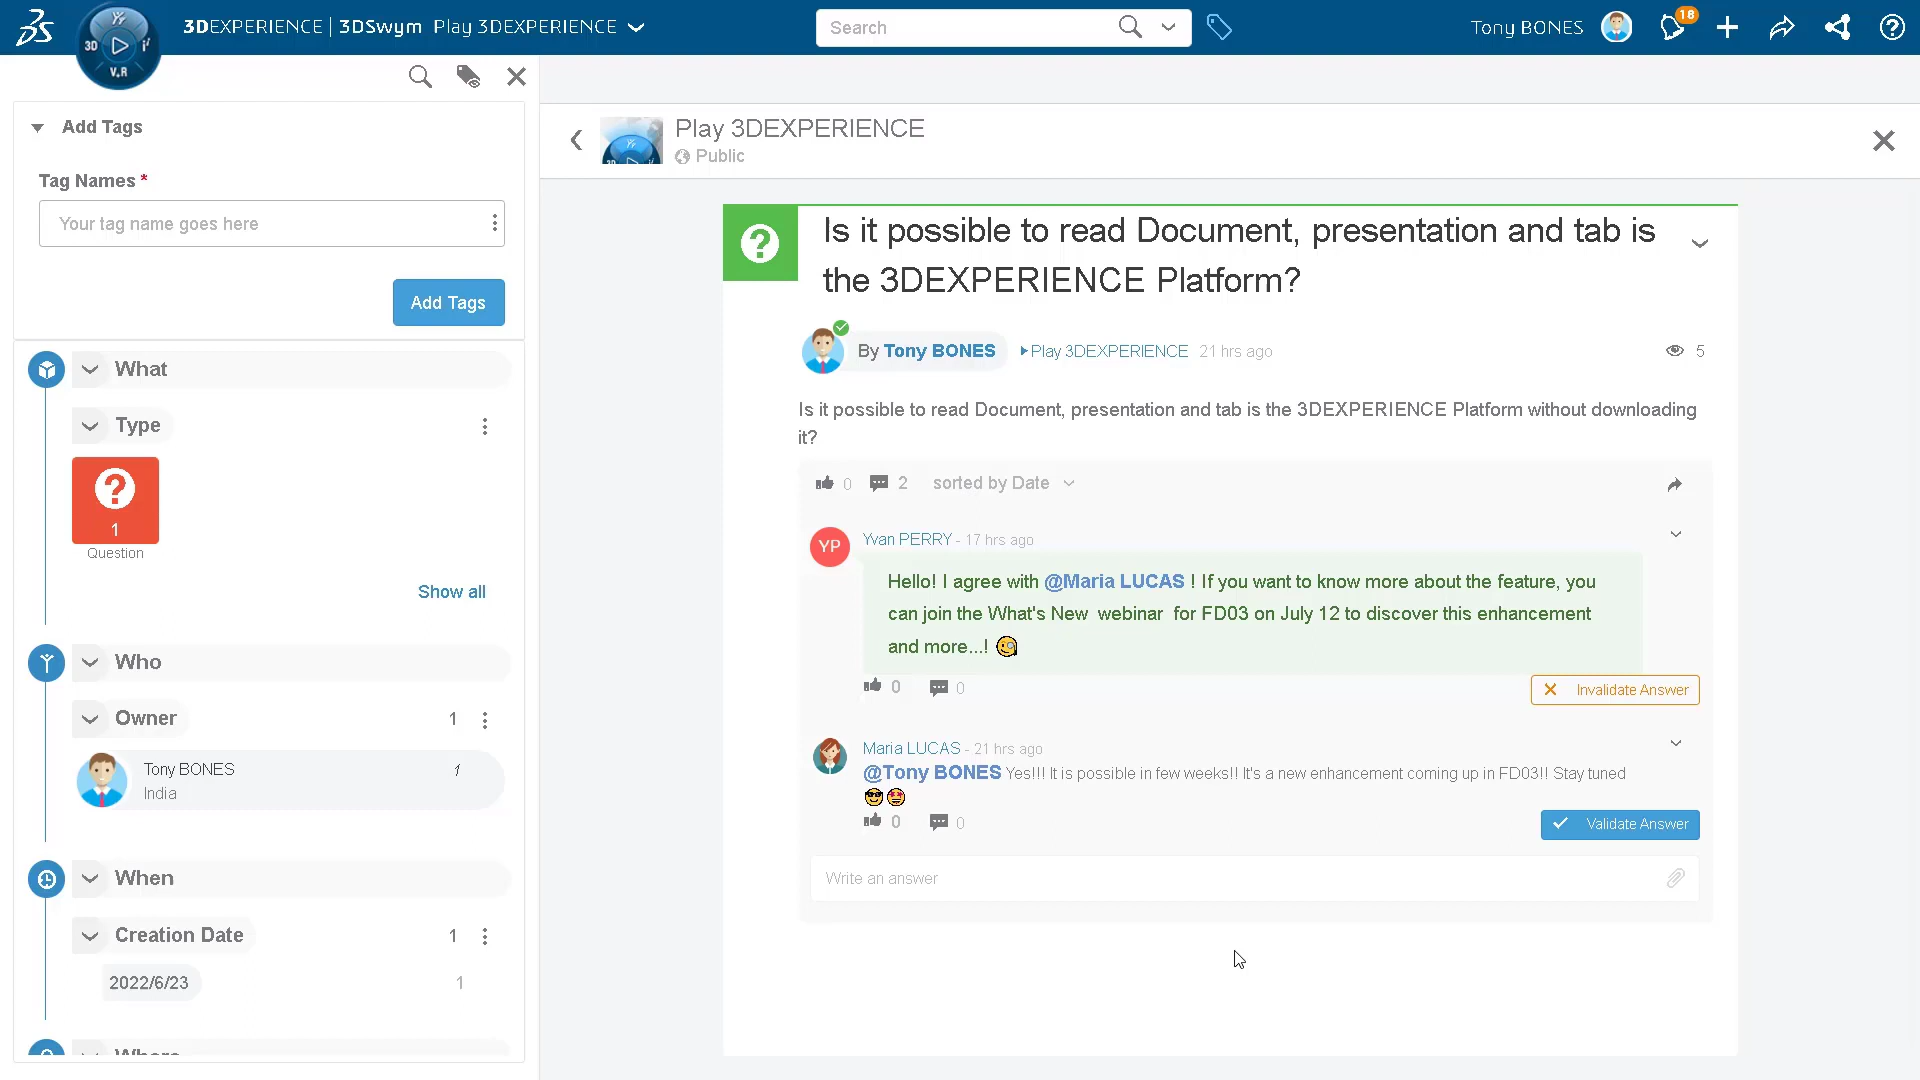 3DEXPERIENCE | 3DSwym Play 3DEXPERIENCE
Search
Tony BONES
18
3D
V.R
Add Tags
Tag Names *
Your tag name goes here
Add Tags
What
Type
1
Question
Show all
Who
Owner 1
Tony BONES 1
India
When
Creation Date 1
2022/6/23 1
Where
Play 3DEXPERIENCE
Public
Is it possible to read Document, presentation and tab is
the 3DEXPERIENCE Platform?
By Tony BONES Play 3DEXPERIENCE 21 hrs ago 5
Is it possible to read Document, presentation and tab is the 3DEXPERIENCE Platform without downloading
it?
0 2 sorted by Date
YP
Yvan PERRY - 17 hrs ago
Hello! I agree with @Maria LUCAS ! If you want to know more about the feature, you
can join the What's New webinar for FD03 on July 12 to discover this enhancement
and more...!
0 0
Invalidate Answer
Maria LUCAS - 21 hrs ago
@Tony BONES Yes!!! It is possible in few weeks!! It's a new enhancement coming up in FD03!! Stay tuned
0 0
Validate Answer
Write an answer